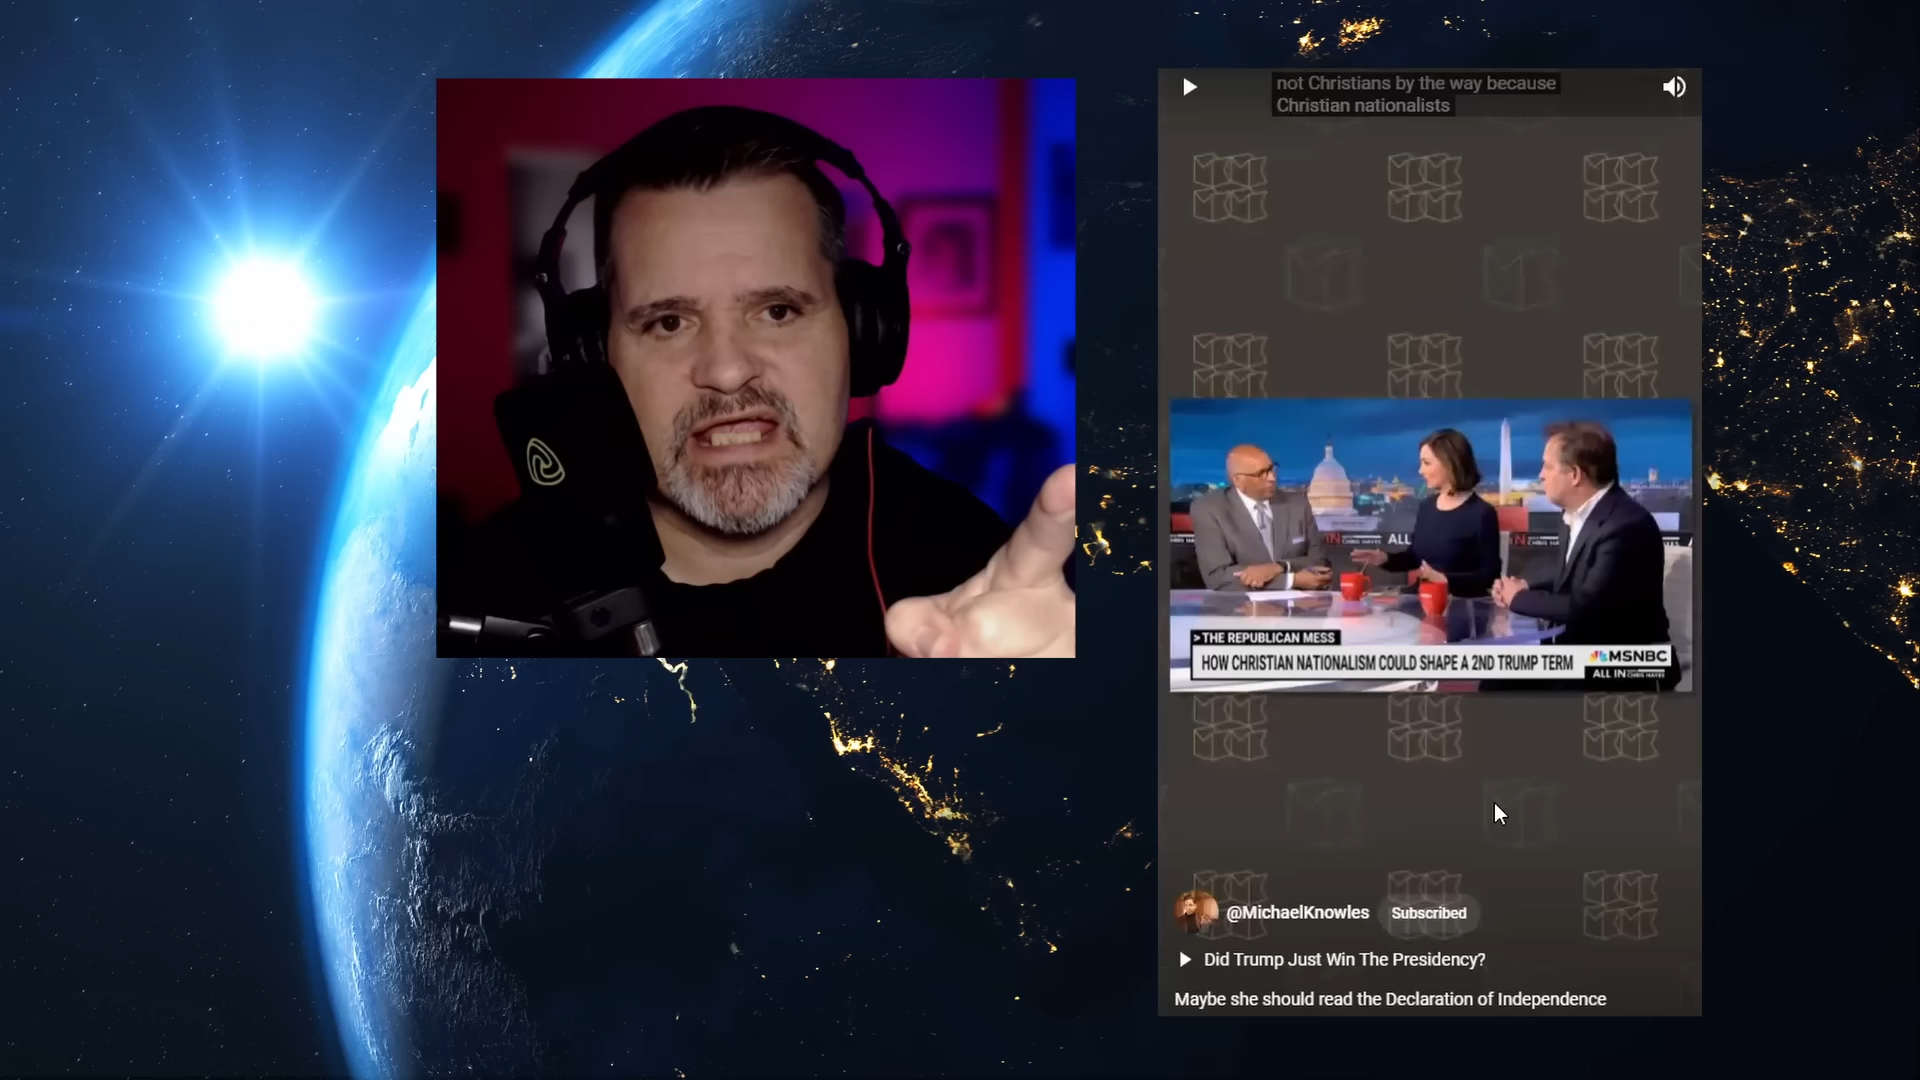 not Christians by the way because
Christian nationalists
ALL
IN
>THE REPUBLICAN MESS
HOW CHRISTIAN NATIONALISM COULD SHAPE A 2ND TRUMP TERM
MSNBC
ALL IN
@MichaelKnowles
Subscribed
Did Trump Just Win The Presidency?
Maybe she should read the Declaration of Independence